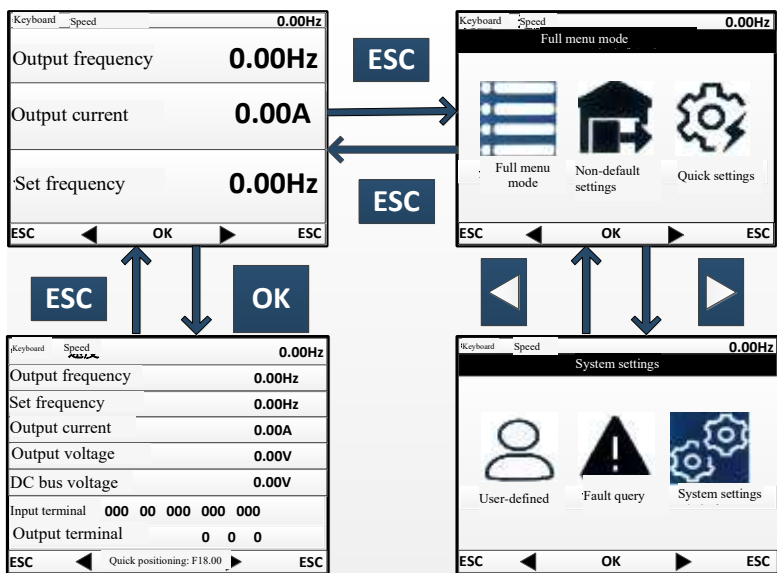 Keyboard Speed 0.00Hz
Output frequency 0.00Hz
Output current 0.00A
Set frequency 0.00Hz
ESC OK ESC
ESC
ESC
Keyboard Speed 0.00Hz
Full menu mode
Full menu
mode
Non-default
settings
Quick settings
ESC OK ESC
ESC
OK
Keyboard Speed 0.00Hz
Output frequency 0.00Hz
Set frequency 0.00Hz
Output current 0.00A
Output voltage 0.00V
DC bus voltage 0.00V
Input terminal 000 00 000 000 000
Output terminal 0 0 0
ESC Quick positioning: F18.00 ESC
Keyboard Speed 0.00Hz
System settings
User-defined Fault query System settings
ESC OK ESC